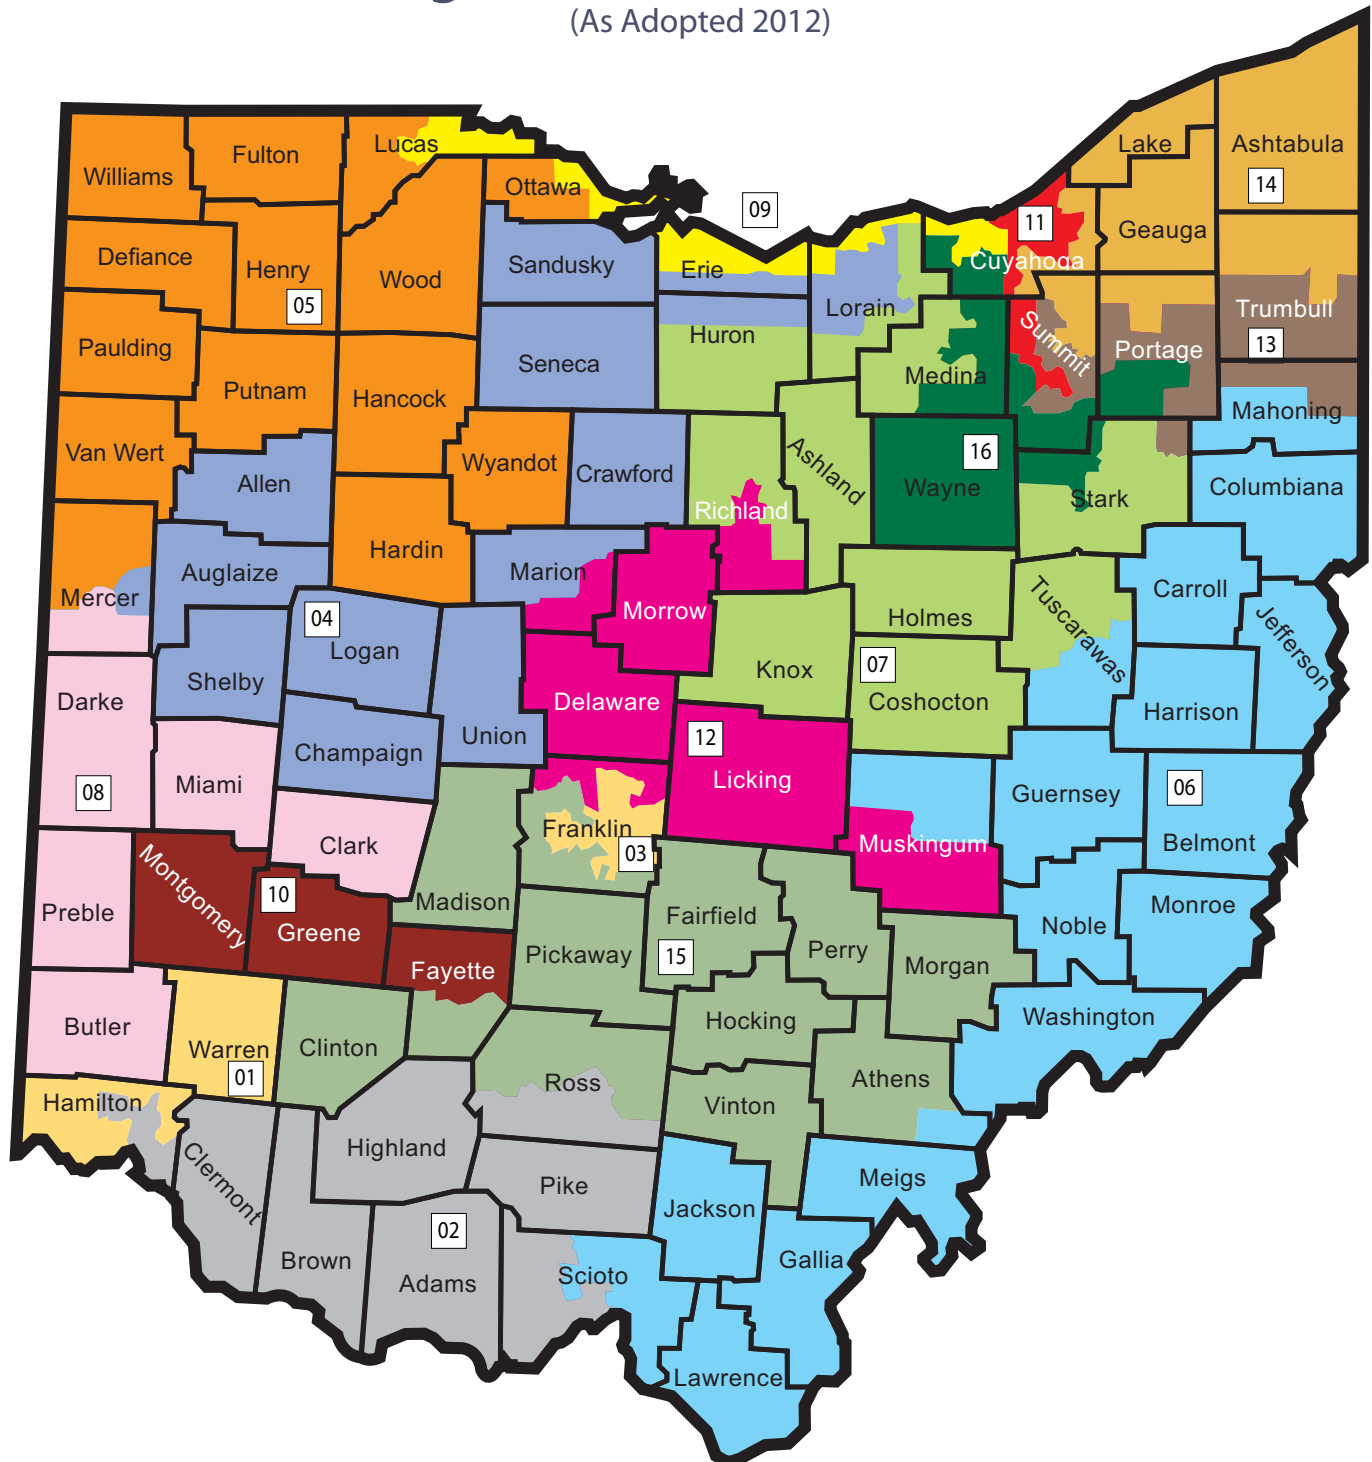 (As Adopted 2012)
Lake
Ashtabula
Lucas
Fulton
Williams
Ottawa
14
09
11
Geauga
Defiance
Henry
Wood
Sandusky
Erie
Cuyahoga
05
Lorain
Trumbull
Huron
Summit
13
Paulding
Portage
Seneca
Medina
Putnam
Hancock
Mahoning
Van Wert
Wyandot
Crawford
Ashland
16
Allen
Wayne
Columbiana
Stark
Richland
Hardin
Auglaize
Marion
Carroll
Mercer
Morrow
Holmes
Tuscarawas
Jefferson
04
Logan
Knox
07
Shelby
Darke
Delaware
Coshocton
Harrison
Union
12
Champaign
Miami
Licking
08
Guernsey
06
Franklin
03
Clark
Muskingum
Belmont
Montgomery
10
Madison
Preble
Greene
Fairfield
Noble
Monroe
Perry
Pickaway
15
Fayette
Morgan
Butler
Hocking
Washington
Warren
Clinton
01
Ross
Athens
Hamilton
Vinton
Highland
Clermont
Pike
Meigs
Jackson
02
Brown
Adams
Scioto
Gallia
Lawrence